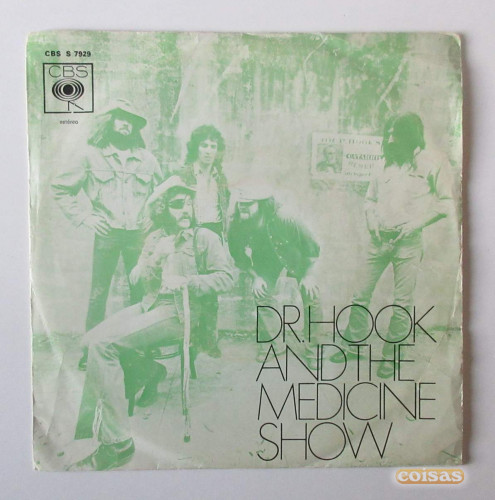 CBS S 7929
CBS
DR. HOOK
AND THE
MEDICINE
SHOW
coisas